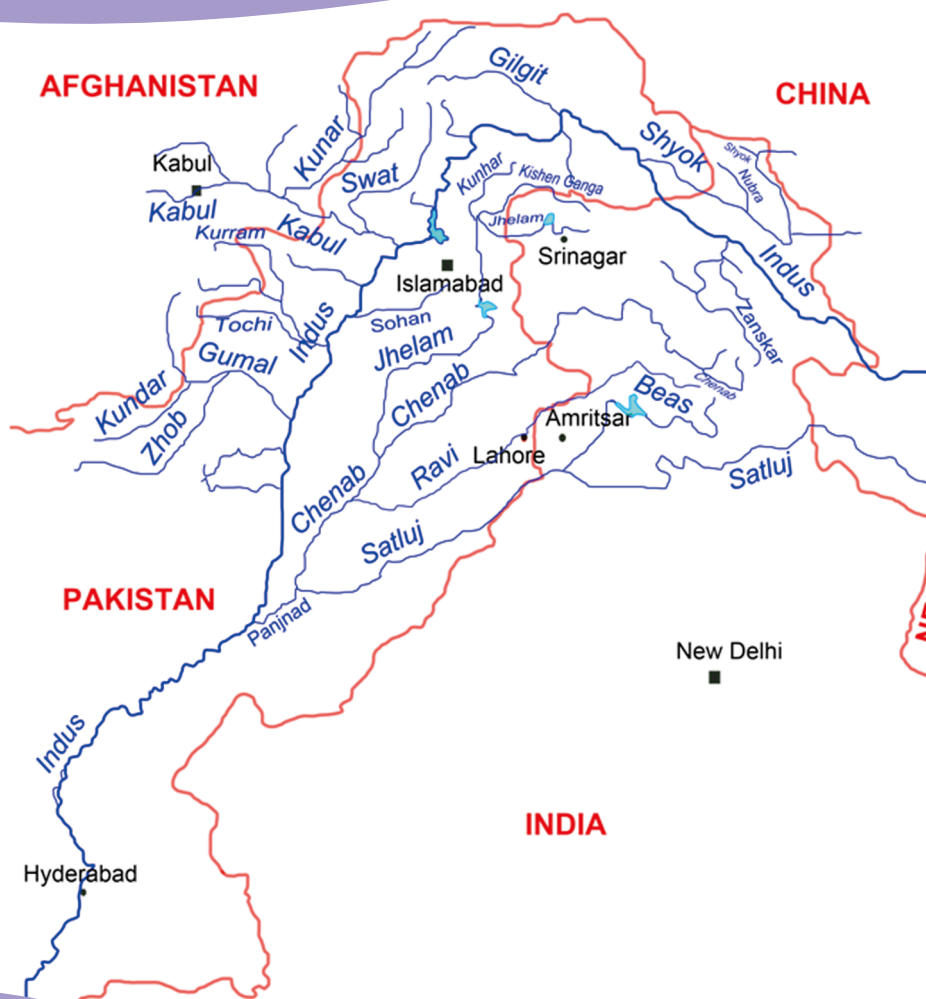 Gilgit
AFGHANISTAN
CHINA
Kunar
Shyok
Shyok
Kabul
Swat
Kunhar
Kishen Ganga
Nubra
Kabul
Kurram
Kabul
Jhelam
Srinagar
Islamabad
Indus
Indus
Tochi
Sohan
Zanskar
Gumal
Jhelam
Kundar
Chenab
Chenab
Beas
Zhob
Amritsar
Lahore
Ravi
Satluj
Chenab
Satluj
PAKISTAN
Panjnad
New Delhi
Indus
INDIA
Hyderabad